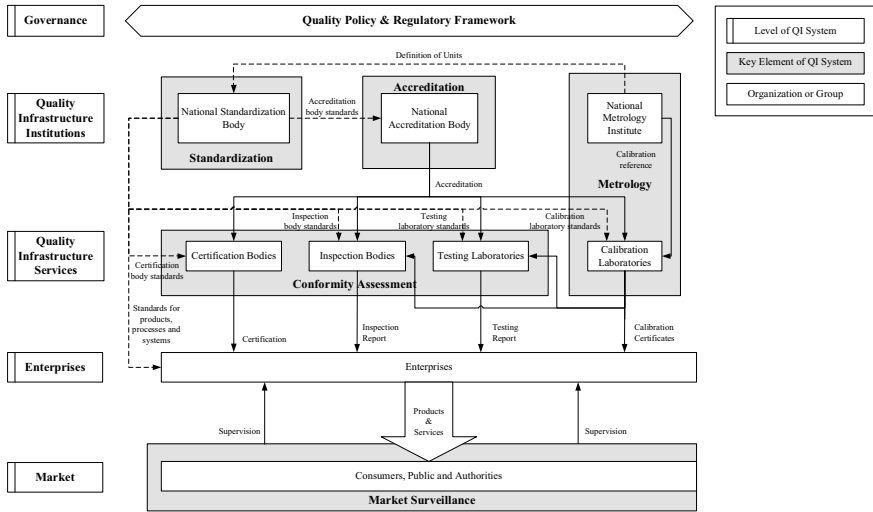 Governance
Quality Policy & Regulatory Framework
Level of QI System
Key Element of QI System
Organization or Group
Definition of Units
Quality
Infrastructure
Institutions
National Standardization
Body
Standardization
Accreditation
body standards
Accreditation
National
Accreditation Body
National
Metrology
Institute
Calibration
reference
Metrology
Accreditation
Inspection
body standards
Testing
laboratory standards
Calibration
laboratory standards
Quality
Infrastructure
Services
Certification
body standards
Certification Bodies
Inspection Bodies
Testing Laboratories
Calibration
Laboratories
Conformity Assessment
Standards for
products,
processes and
systems
Certification
Inspection
Report
Testing
Report
Calibration
Certificates
Enterprises
Enterprises
Supervision
Products
&
Services
Supervision
Market
Consumers, Public and Authorities
Market Surveillance